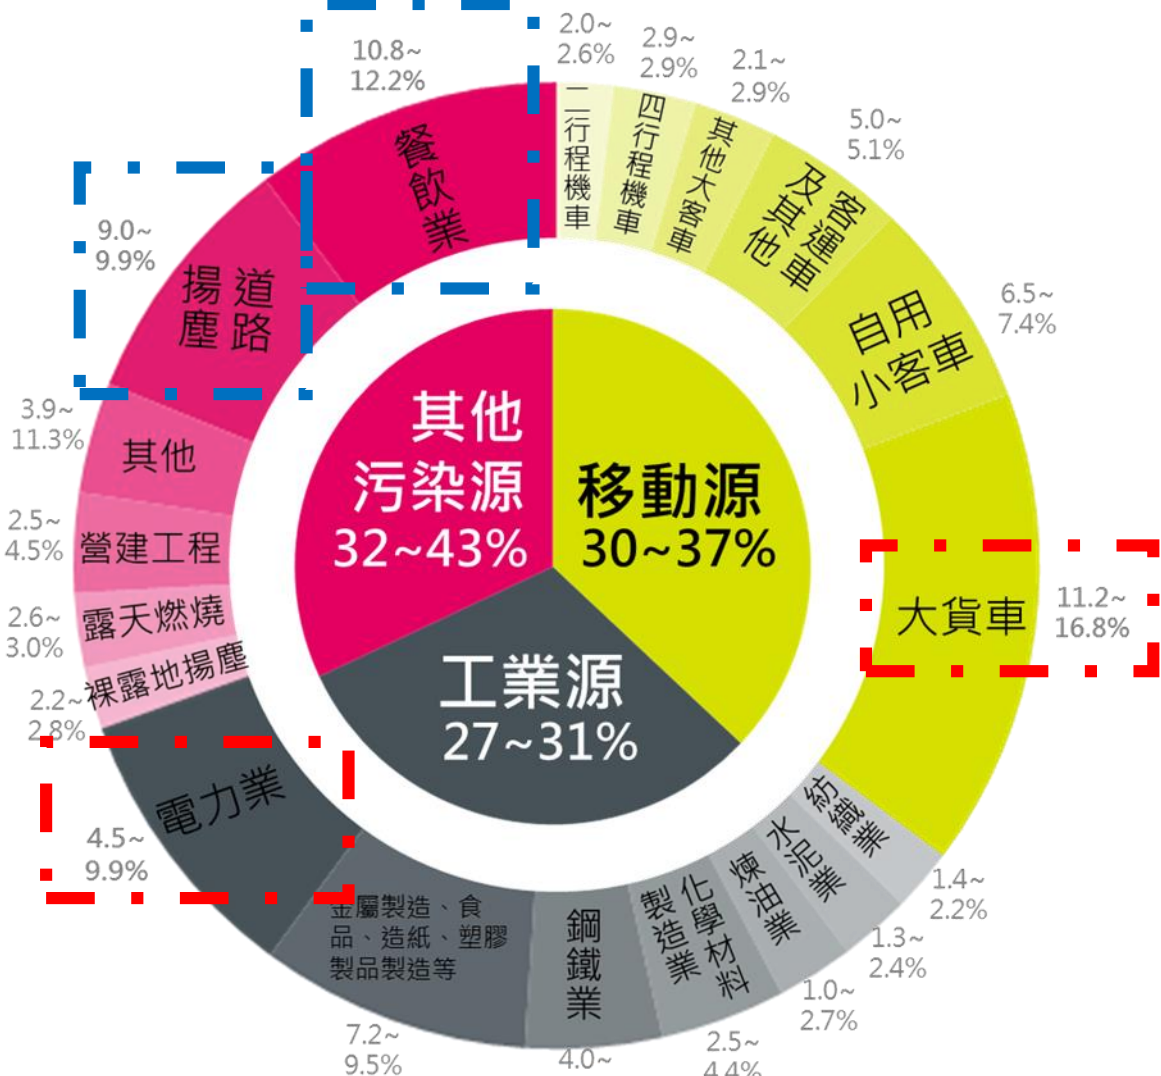 2.0~
2.6%
2.9~
2.9%
2.1~
2.9%
5.0~
5.1%
6.5~
7.4%
11.2~
16.8%
1.4~
2.2%
1.3~
2.4%
1.0~
2.7%
2.5~
4.4%
4.0~
7.2~
9.5%
4.5~
9.9%
2.2~
2.8%
2.6~
3.0%
2.5~
4.5%
3.9~
11.3%
9.0~
9.9%
10.8~
12.2%
二行程機車
四行程機車
其他大客車
客運車
及其他
自用
小客車
大貨車
紡織業
水泥業
煉油業
化學材料
製造業
鋼鐵業
金屬製造、食
品、造紙、塑膠
製品製造等
電力業
裸露地揚塵
露天燃燒
營建工程
其他
道路
揚塵
餐飲業
其他
污染源
32~43%
移動源
30~37%
工業源
27~31%